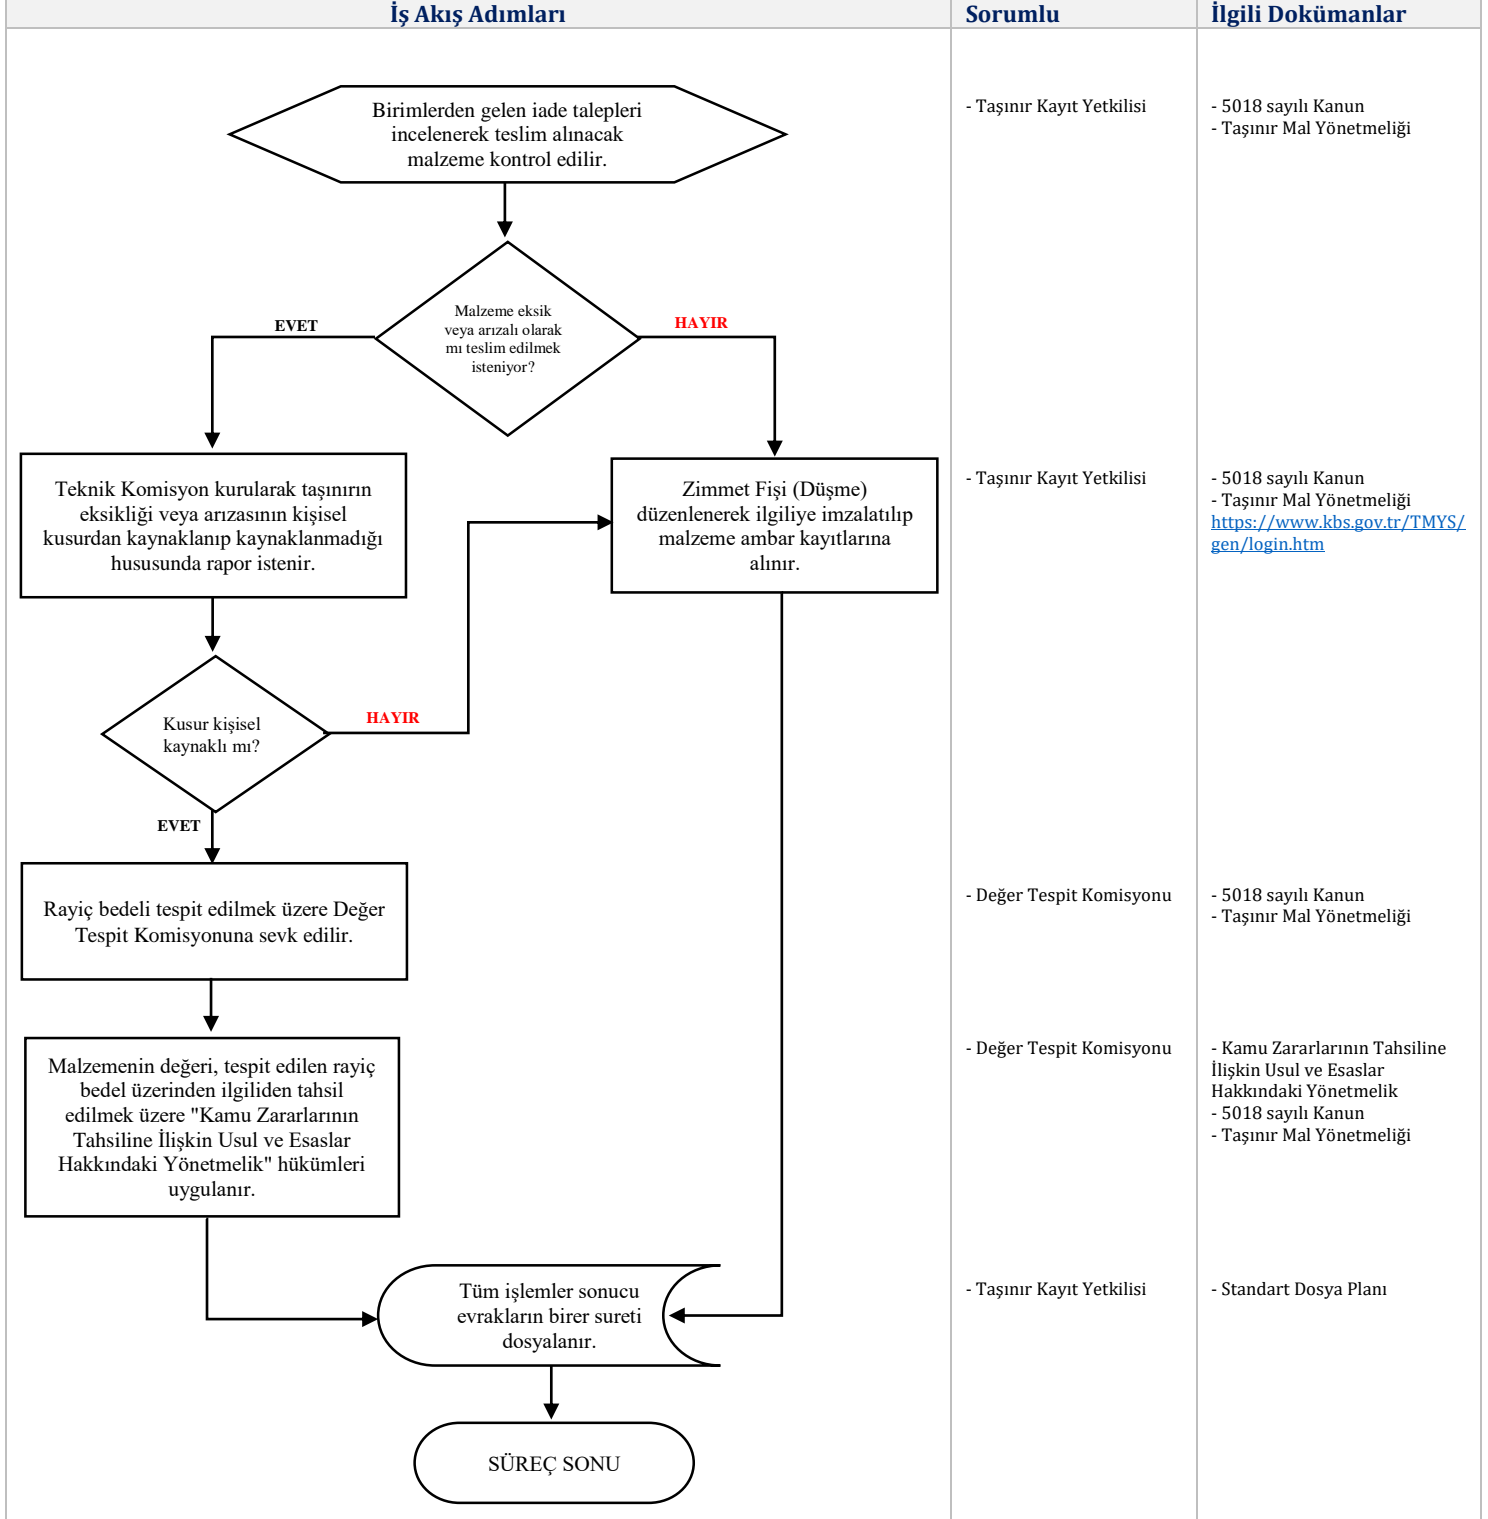 İş Akış Adımları
Sorumlu
İlgili Dokümanlar
Birimlerden gelen iade talepleri
incelenerek teslim alınacak
malzeme kontrol edilir.
- Taşınır Kayıt Yetkilisi
- 5018 sayılı Kanun
- Taşınır Mal Yönetmeliği
Malzeme eksik
veya arızalı olarak
mı teslim edilmek
isteniyor?
EVET
HAYIR
Teknik Komisyon kurularak taşınırın
eksikliği veya arızasının kişisel
kusurdan kaynaklanıp kaynaklanmadığı
hususunda rapor istenir.
Zimmet Fişi (Düşme)
düzenlenerek ilgiliye imzalatılıp
malzeme ambar kayıtlarına
alınır.
- Taşınır Kayıt Yetkilisi
- 5018 sayılı Kanun
- Taşınır Mal Yönetmeliği
https://www.kbs.gov.tr/TMYS/
gen/login.htm
Kusur kişisel
kaynaklı mı?
HAYIR
EVET
Rayiç bedeli tespit edilmek üzere Değer
Tespit Komisyonuna sevk edilir.
- Değer Tespit Komisyonu
- 5018 sayılı Kanun
- Taşınır Mal Yönetmeliği
Malzemenin değeri, tespit edilen rayiç
bedel üzerinden ilgiliden tahsil
edilmek üzere "Kamu Zararlarının
Tahsiline İlişkin Usul ve Esaslar
Hakkındaki Yönetmelik" hükümleri
uygulanır.
- Değer Tespit Komisyonu
- Kamu Zararlarının Tahsiline
İlişkin Usul ve Esaslar
Hakkındaki Yönetmelik
- 5018 sayılı Kanun
- Taşınır Mal Yönetmeliği
Tüm işlemler sonucu
evrakların birer sureti
dosyalanır.
- Taşınır Kayıt Yetkilisi
- Standart Dosya Planı
SÜREÇ SONU